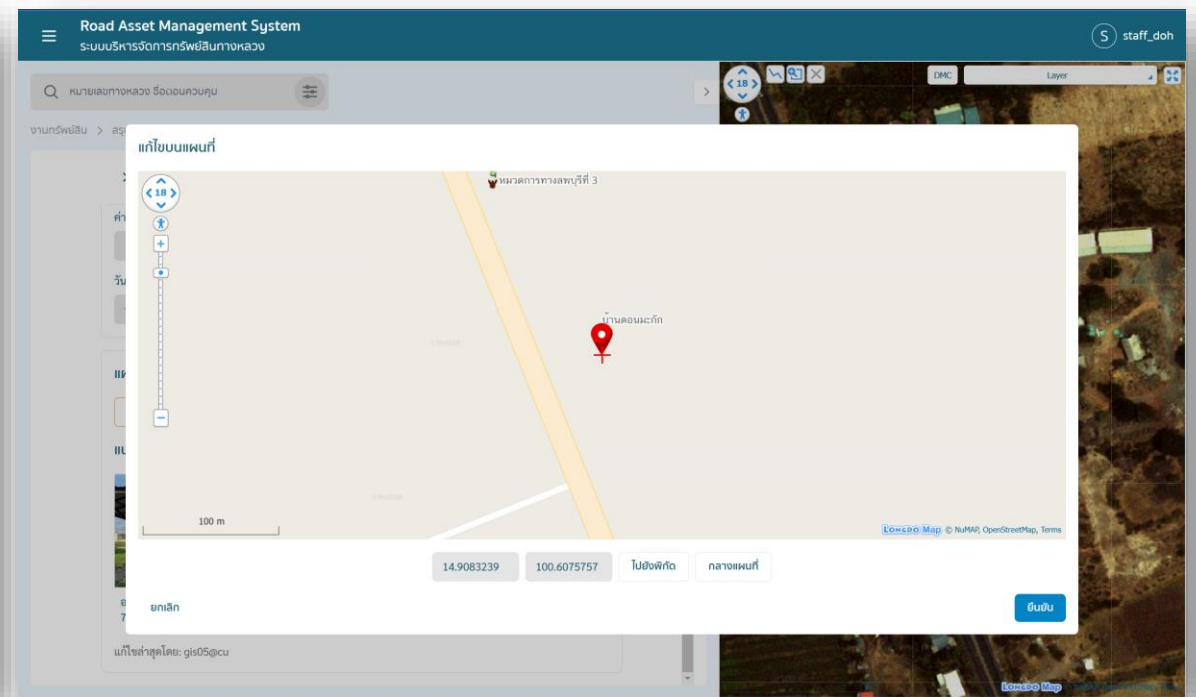 Road Asset Management System
ระบบบริหารจัดการทรัพย์สินทางหลวง
S staff_doh
หมายเลขทางหลวง ชื่อตอนควบคุม
18
DMC
Layer
งานทรัพย์สิน >
แก้ไขบนแผนที่
18
หมวดการทางลพบุรีที่ 3
บ้านดอนมะกัก
100 m
LONGDO Map © NuMAP, OpenStreetMap, Terms
14.9083239
100.6075757
ไปยังพิกัด
กลางแผนที่
ยกเลิก
ยืนยัน
7
แก้ไขล่าสุดโดย: gis05@cu
LONGDO Map